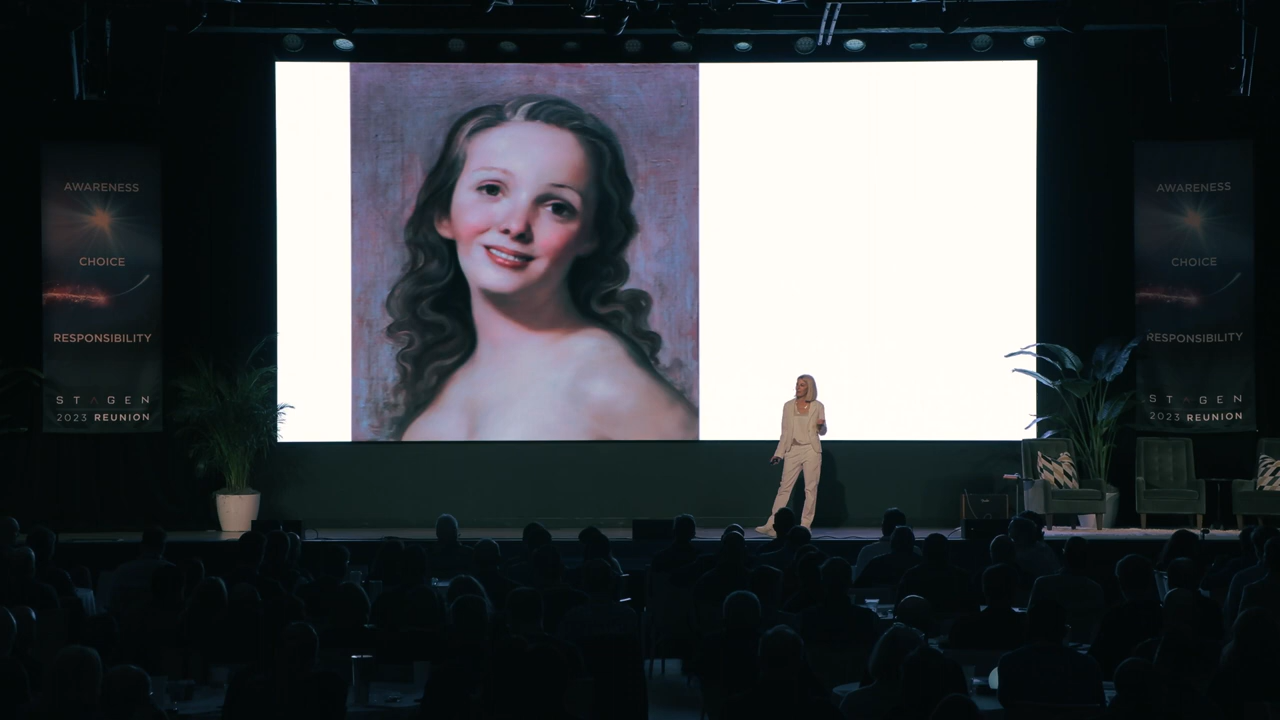 AWARENESS
CHOICE
RESPONSIBILITY
STAGEN
2023 REUNION
AWARENESS
CHOICE
RESPONSIBILITY
STAGEN
2023 REUNION